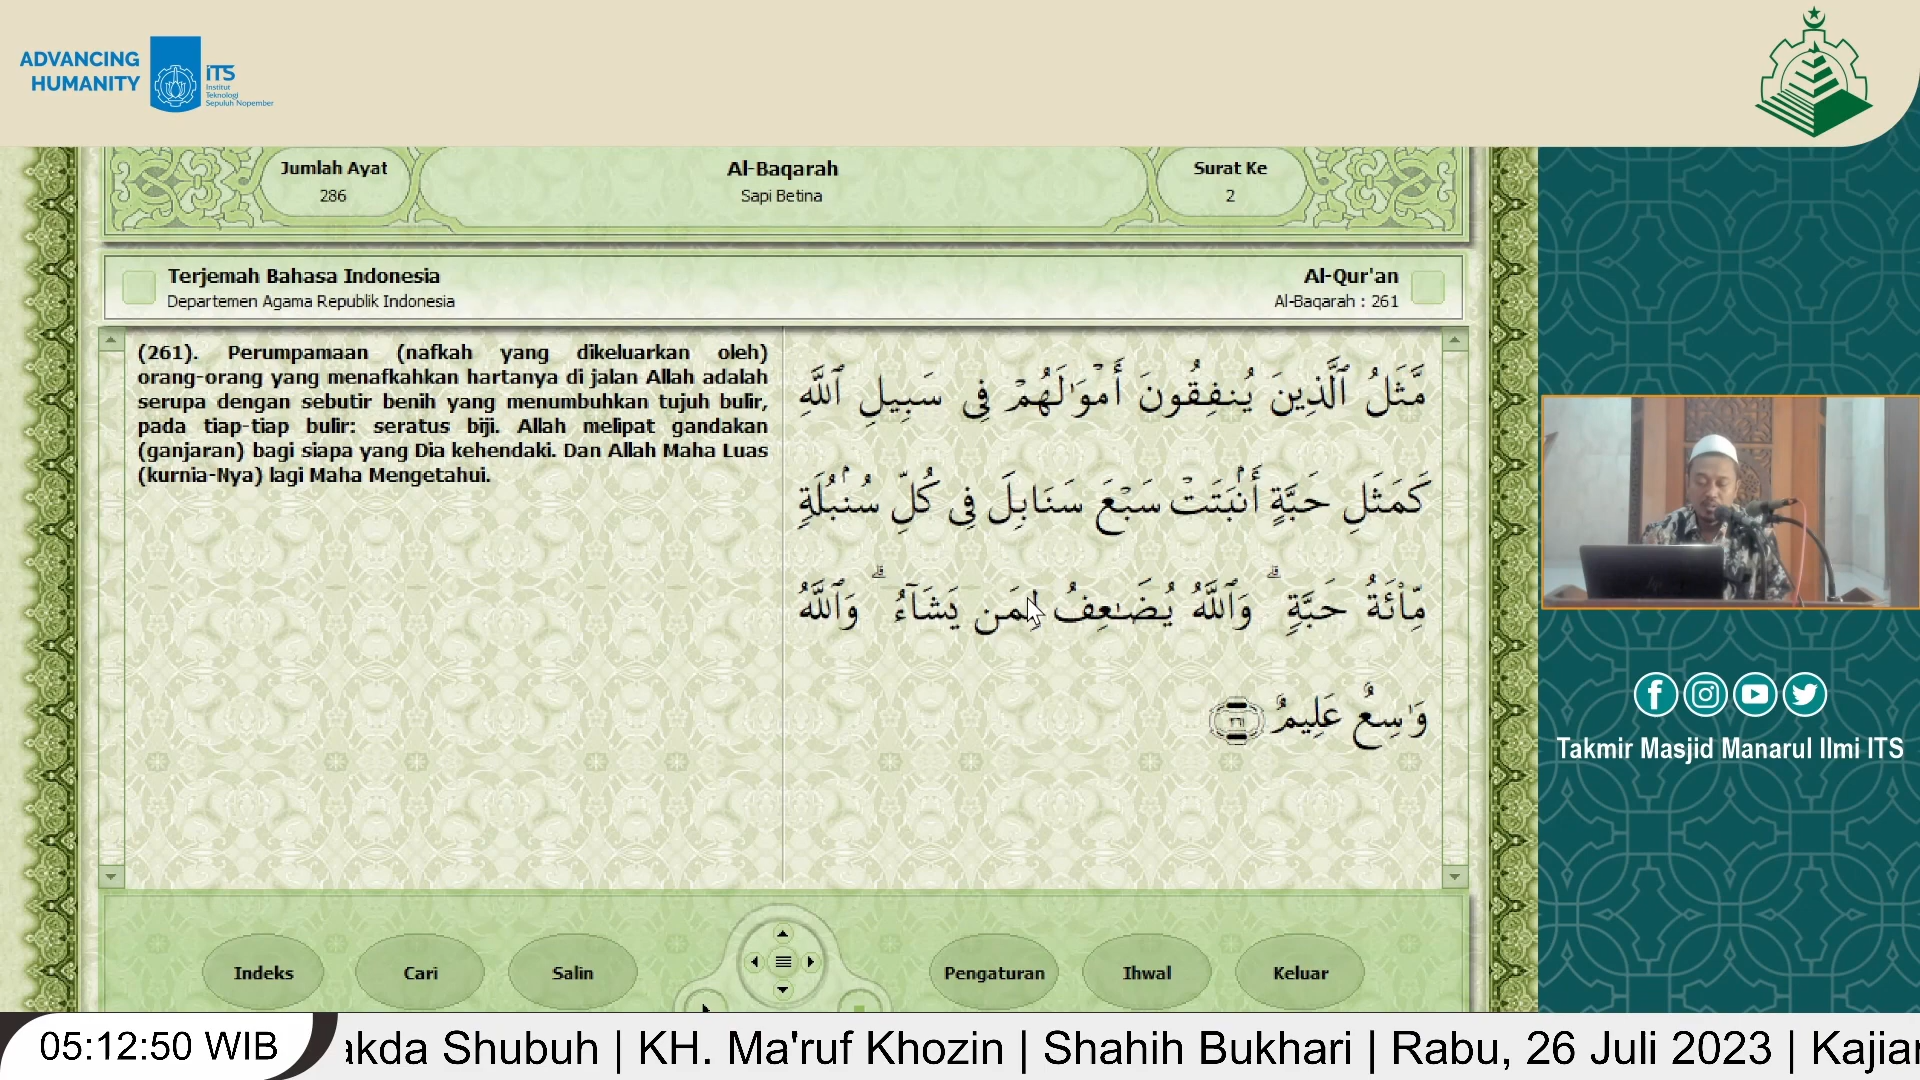 ADVANCING
HUMANITY
ITS
Institut
Teknologi
Sepuluh Nopember
Jumlah Ayat
286
Al-Baqarah
Sapi Betina
Surat Ke
2
Terjemah Bahasa Indonesia
Departemen Agama Republik Indonesia
Al-Qur'an
Al-Baqarah : 261
(261). Perumpamaan (nafkah yang dikeluarkan oleh)
orang-orang yang menafkahkan hartanya di jalan Allah adalah
serupa dengan sebutir benih yang menumbuhkan tujuh bulir,
pada tiap-tiap bulir: seratus biji. Allah melipat gandakan
(ganjaran) bagi siapa yang Dia kehendaki. Dan Allah Maha Luas
(kurnia-Nya) lagi Maha Mengetahui.
مَّثَلُ ٱلَّذِينَ يُنفِقُونَ أَمْوَٰلَهُمْ فِى سَبِيلِ ٱللَّهِ
كَمَثَلِ حَبَّةٍ أَنۢبَتَتْ سَبْعَ سَنَابِلَ فِى كُلِّ سُنۢبُلَةٍ
مِّا۟ئَةُ حَبَّةٍ ۗ وَٱللَّهُ يُضَٰعِفُ لِمَن يَشَآءُ ۗ وَٱللَّهُ
وَٰسِعٌ عَلِيمٌ ٢٦١
Takmir Masjid Manarul Ilmi ITS
Indeks
Cari
Salin
Pengaturan
Ihwal
Keluar
05:12:50 WIB
akda Shubuh | KH. Ma'ruf Khozin | Shahih Bukhari | Rabu, 26 Juli 2023 | Kajian